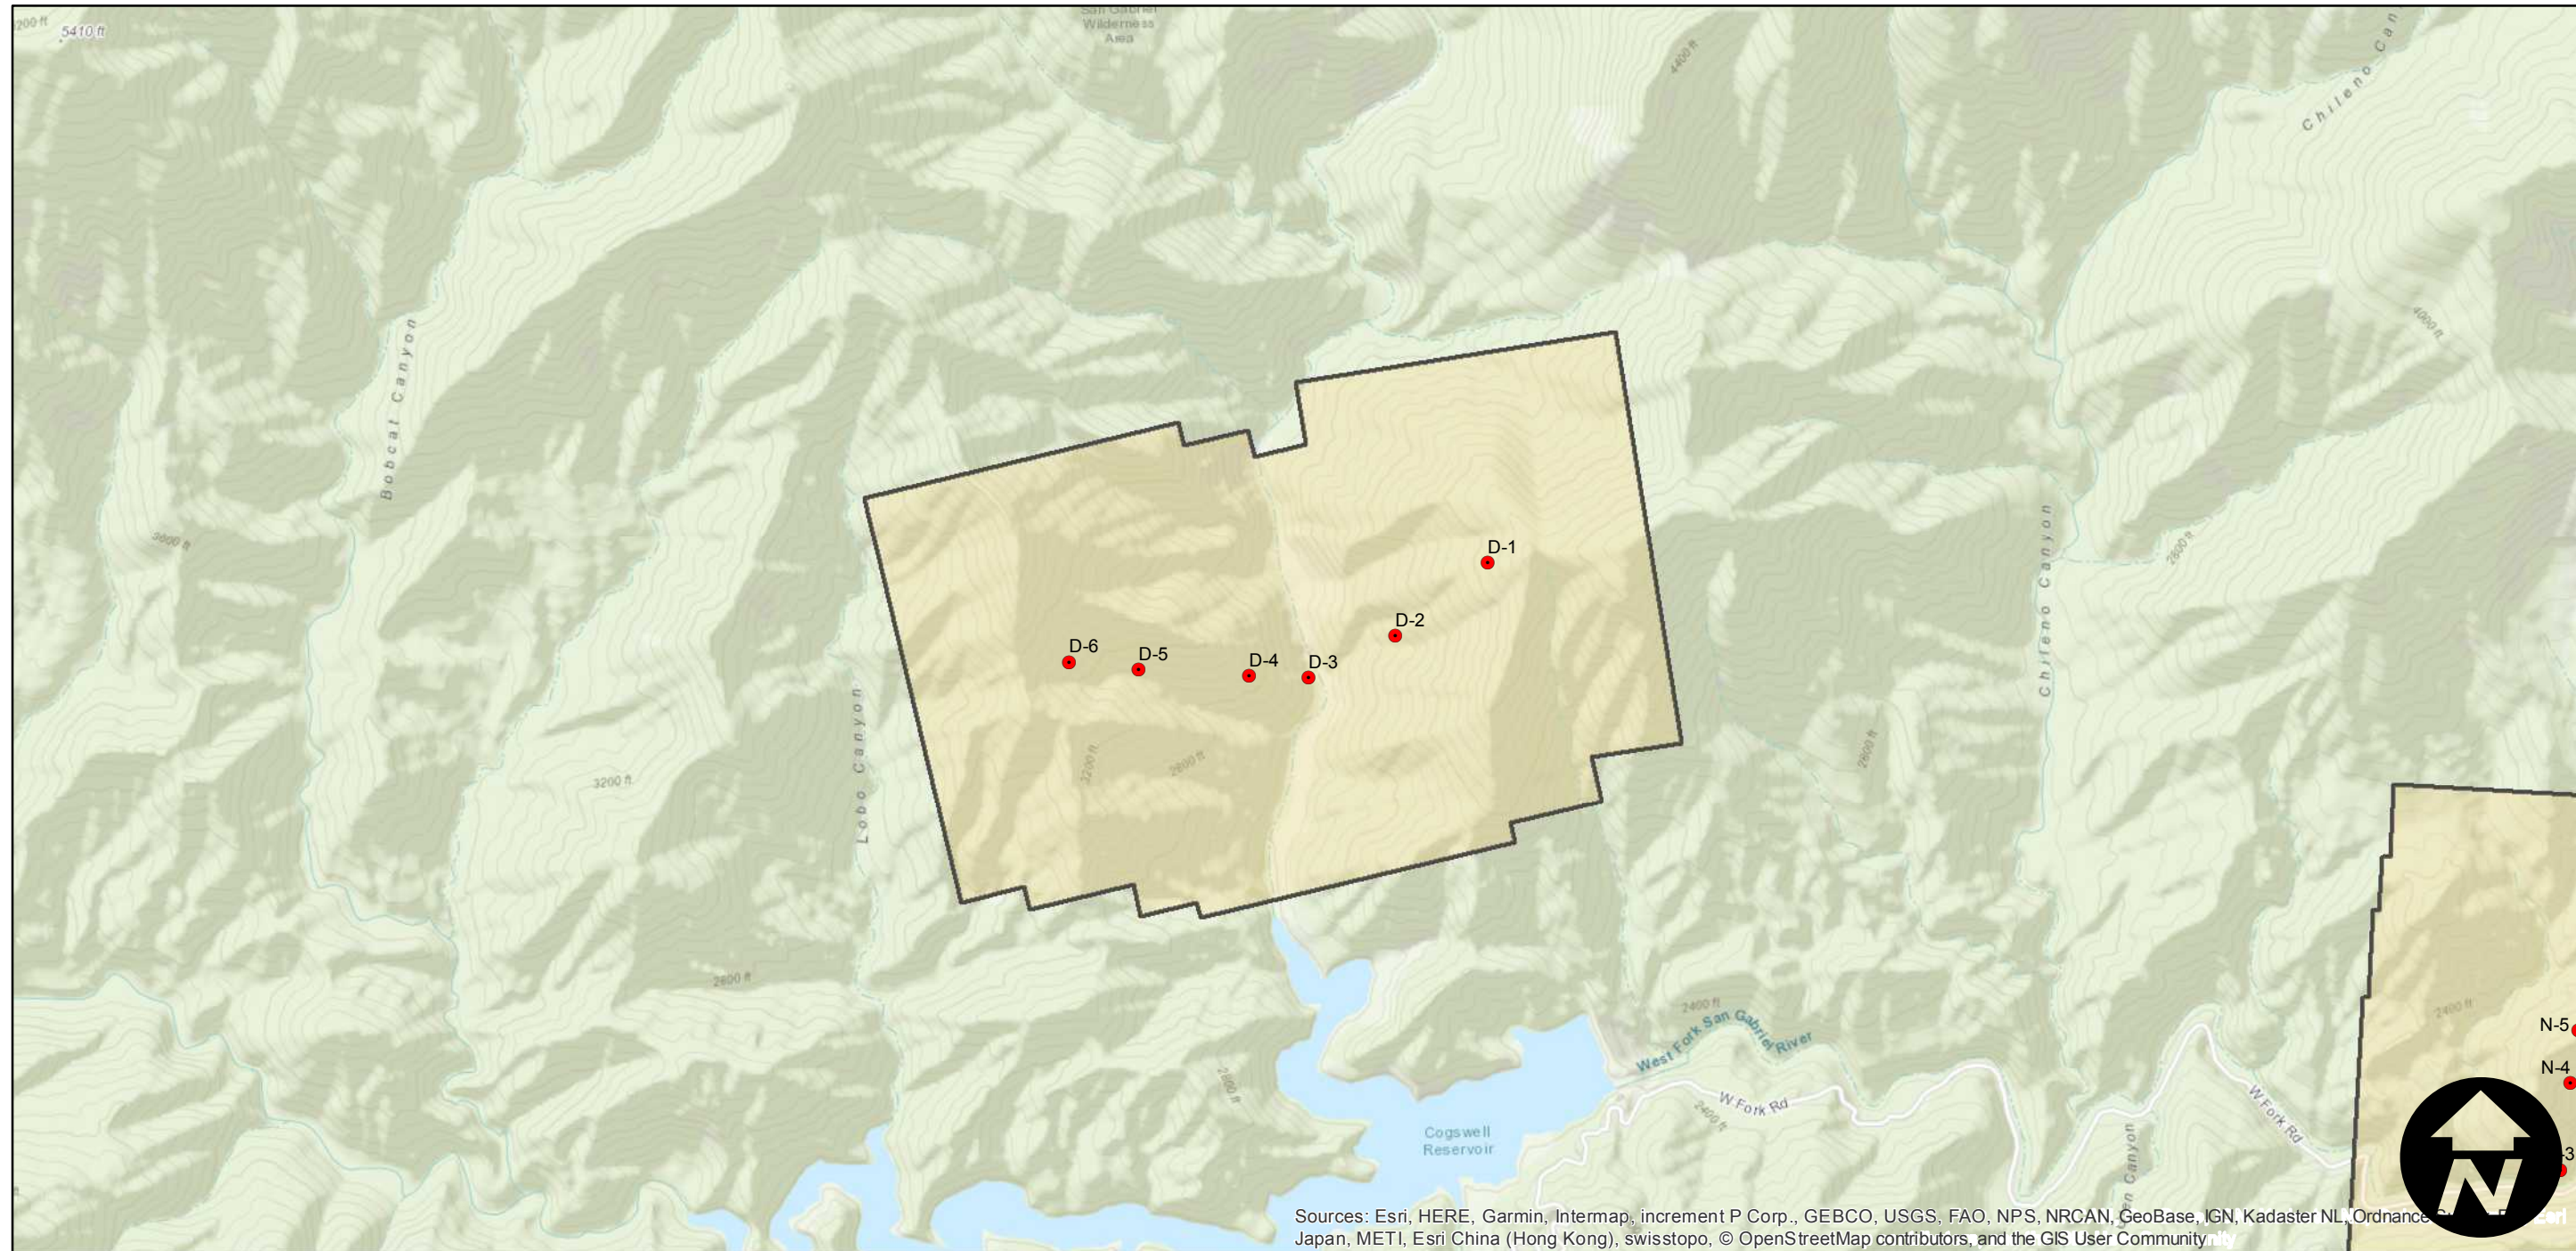 San Gabriel
Wilderness
Area
5410 ft
4400 ft
Chileno Can
4000 ft
Bobcat Canyon
3600 ft
Chileno Canyon
2800 ft
D-1
D-2
D-6
D-5
D-4
D-3
Lobo Canyon
3200 ft
2800 ft
2800 ft
3200 ft
2800 ft
2400 ft
2400 ft
West Fork San Gabriel River
N-5
N-4
2800 ft
W Fork Rd
2400 ft
W Fork Rd
Cogswell
Reservoir
Canyon
N
Sources: Esri, HERE, Garmin, Intermap, increment P Corp., GEBCO, USGS, FAO, NPS, NRCAN, GeoBase, IGN, Kadaster NL, Ordnance
Japan, METI, Esri China (Hong Kong), swisstopo, © OpenStreetMap contributors, and the GIS User Community